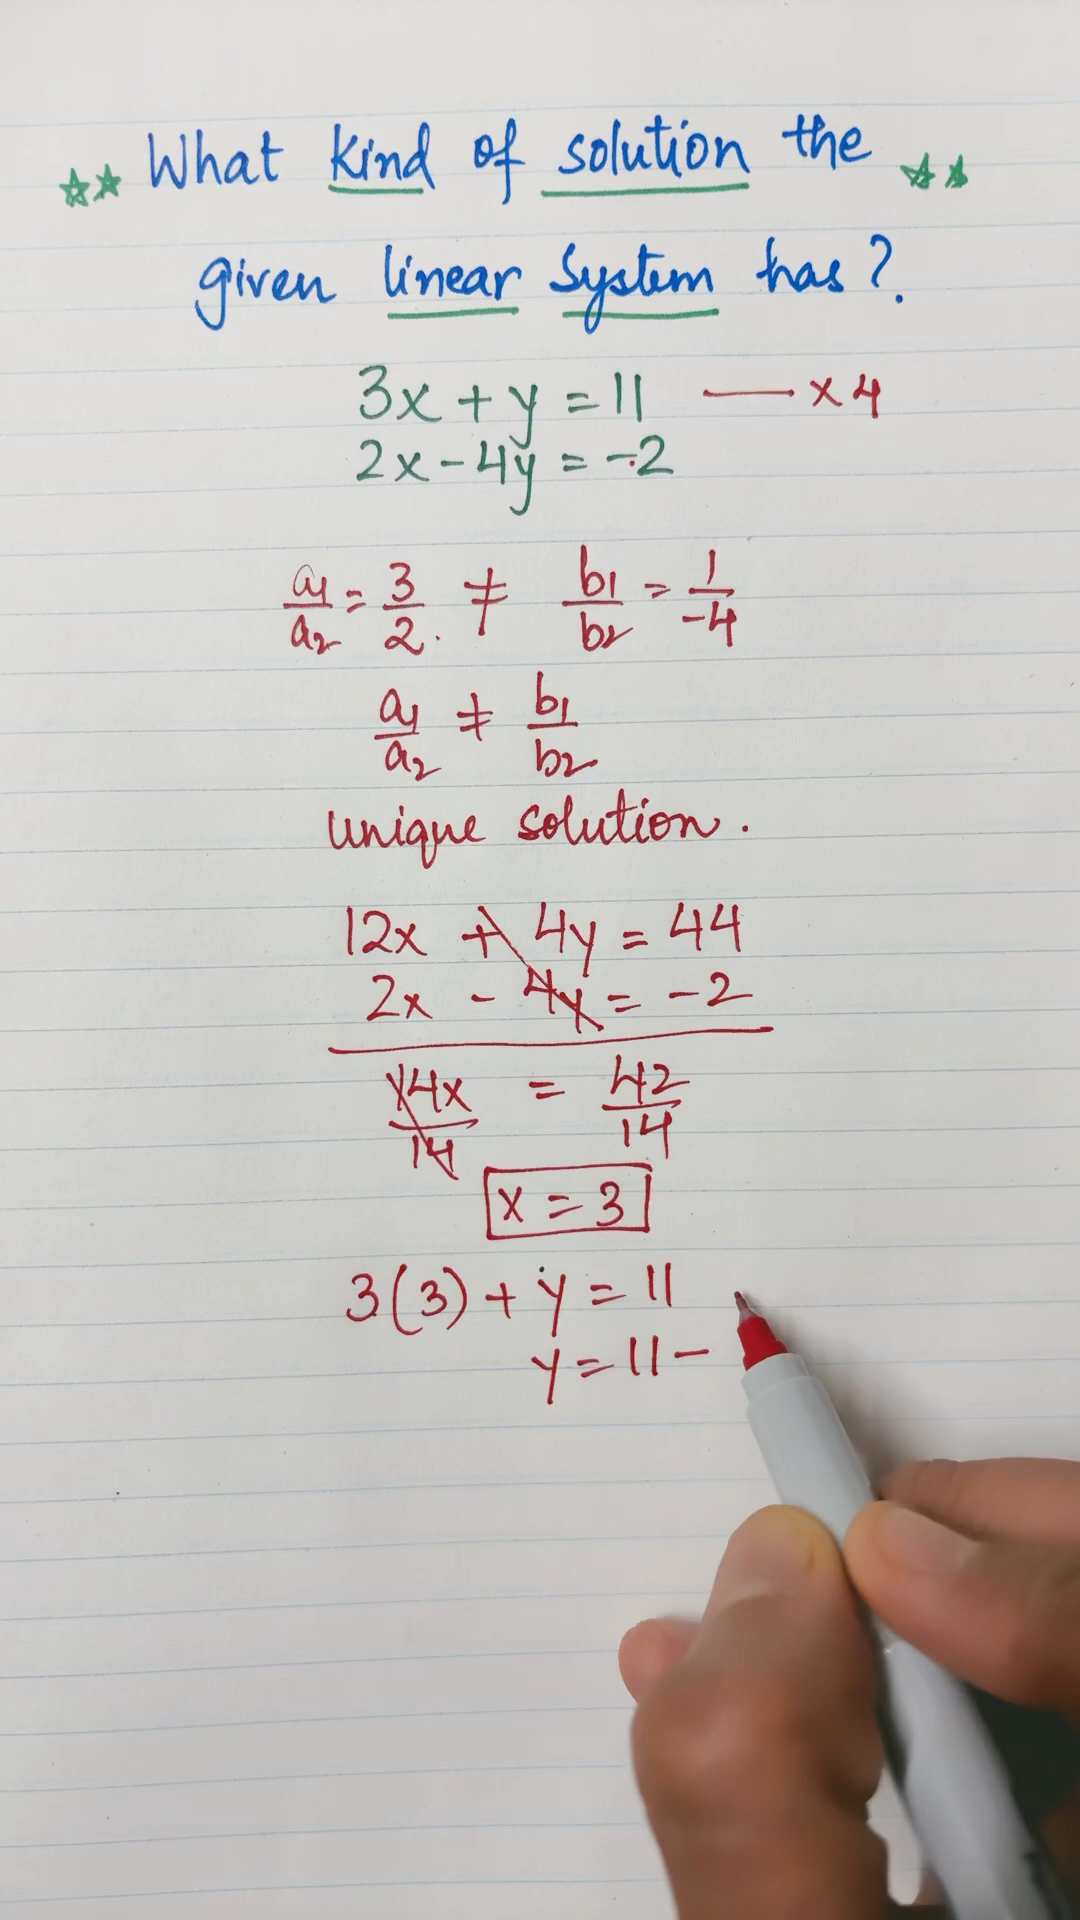 What kind of solution the
given linear system has?
3x + y = 11 —— x 4
2x - 4y = -2
a1/a2 = 3/2. ≠ b1/b2 = 1/-4
a1/a2 ≠ b1/b2
unique solution.
12x + 4y = 44
2x - 4y = -2
14x/14 = 42/14
x = 3
3(3) + y = 11
y = 11 -